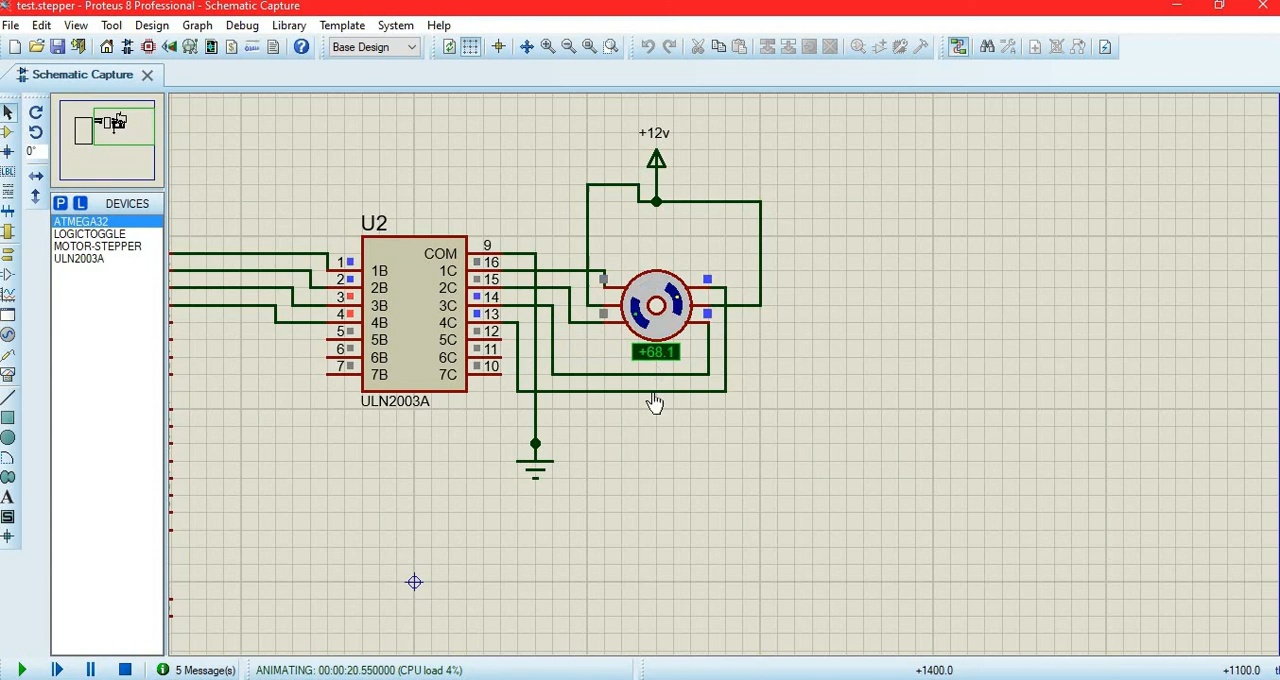 test.stepper - Proteus 8 Professional - Schematic Capture
File Edit View Tool Design Graph Debug Library Template System Help
Base Design
Schematic Capture
0°
LBL
P L DEVICES
ATMEGA32
LOGICTOGGLE
MOTOR-STEPPER
ULN2003A
A
S
+12v
U2
COM 9
1 1B 1C 16
2 2B 2C 15
3 3B 3C 14
4 4B 4C 13
5 5B 5C 12
6 6B 6C 11
7 7B 7C 10
ULN2003A
+68.1
5 Message(s) ANIMATING: 00:00:20.550000 (CPU load 4%) +1400.0 +1100.0